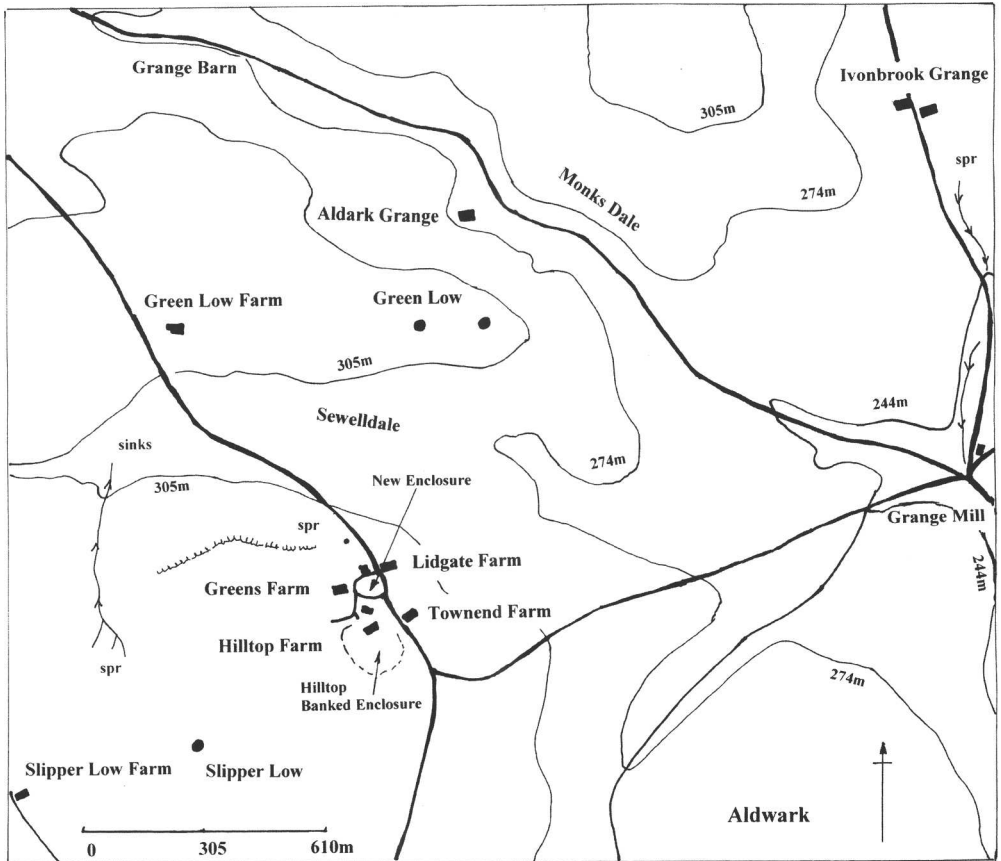 Grange Barn
Ivonbrook Grange
305m
spr
274m
Monks Dale
Aldark Grange
Green Low Farm
Green Low
305m
244m
Sewelldale
sinks
274m
New Enclosure
305m
Grange Mill
spr
Lidgate Farm
244m
Greens Farm
Townend Farm
Hilltop Farm
spr
Hilltop
Banked Enclosure
274m
Slipper Low Farm
Slipper Low
Aldwark
0 305 610m